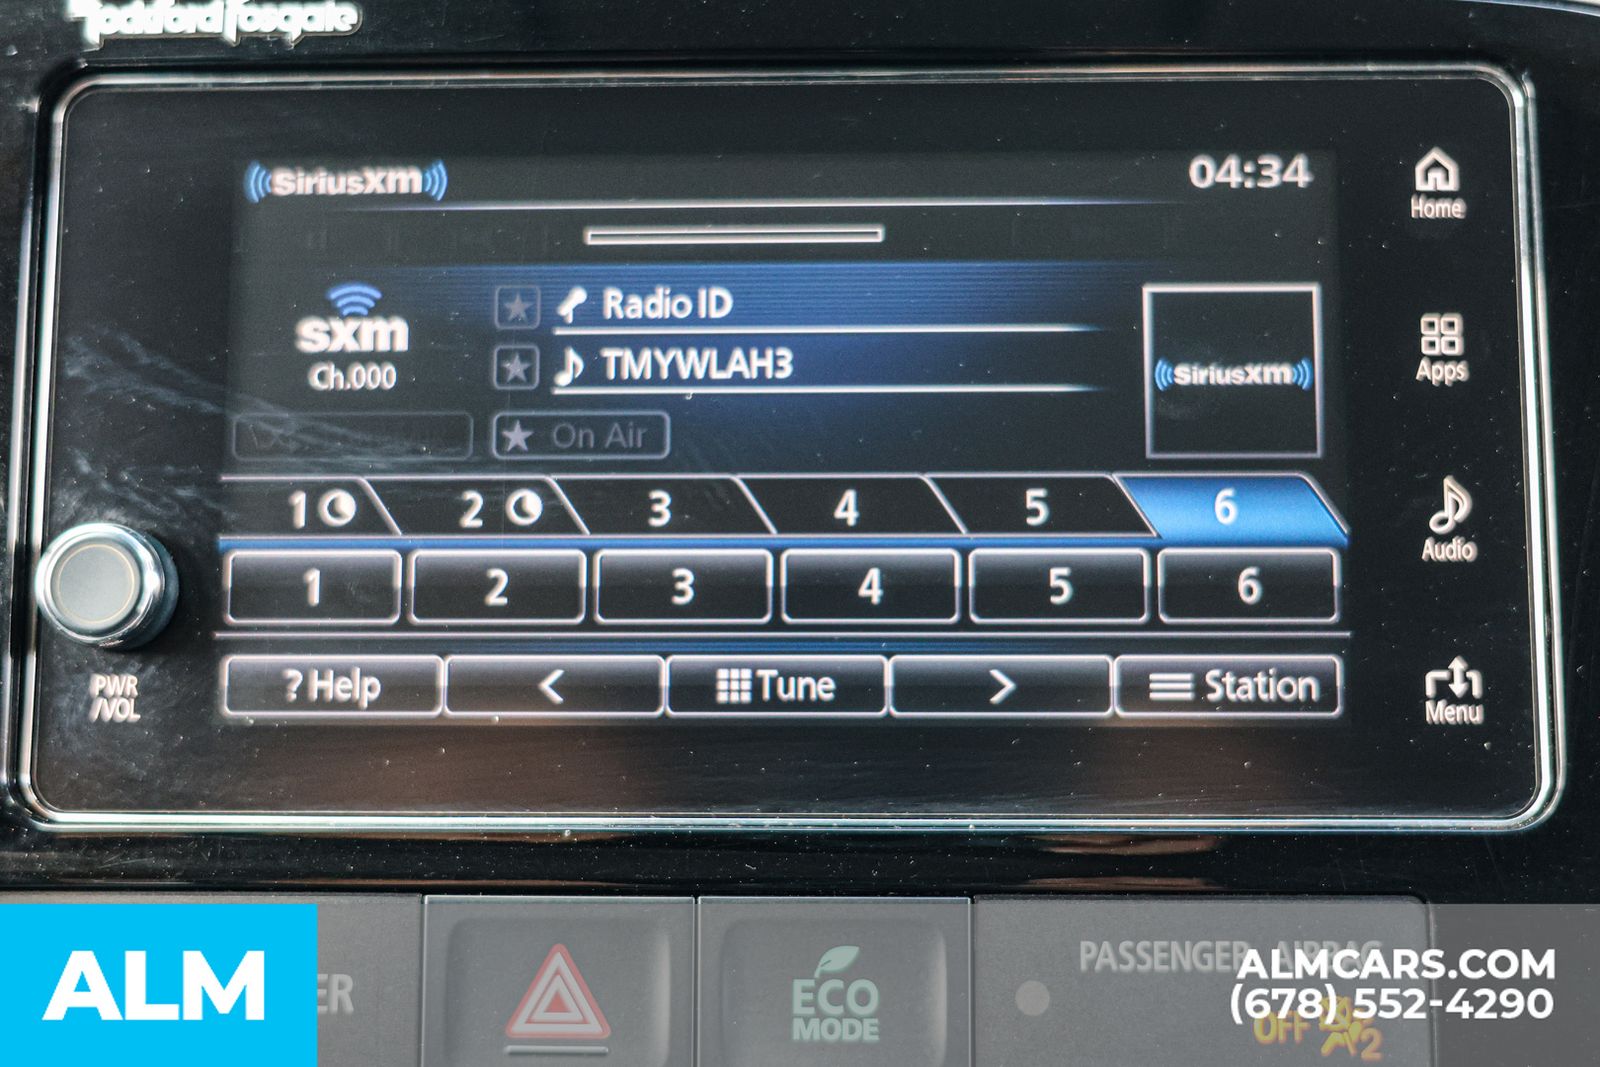 Rockford Fosgate
SiriusXM
04:34
Home
sxm
Ch.000
Radio ID
TMYWLAH3
SiriusXM
Apps
On Air
1 2 3 4 5 6
Audio
1 2 3 4 5 6
PWR
/VOL
? Help < Tune > Station
Menu
ALM
ER
ECO
MODE
PASSENGER AIRBAG
OFF 2
ALMCARS.COM
(678) 552-4290